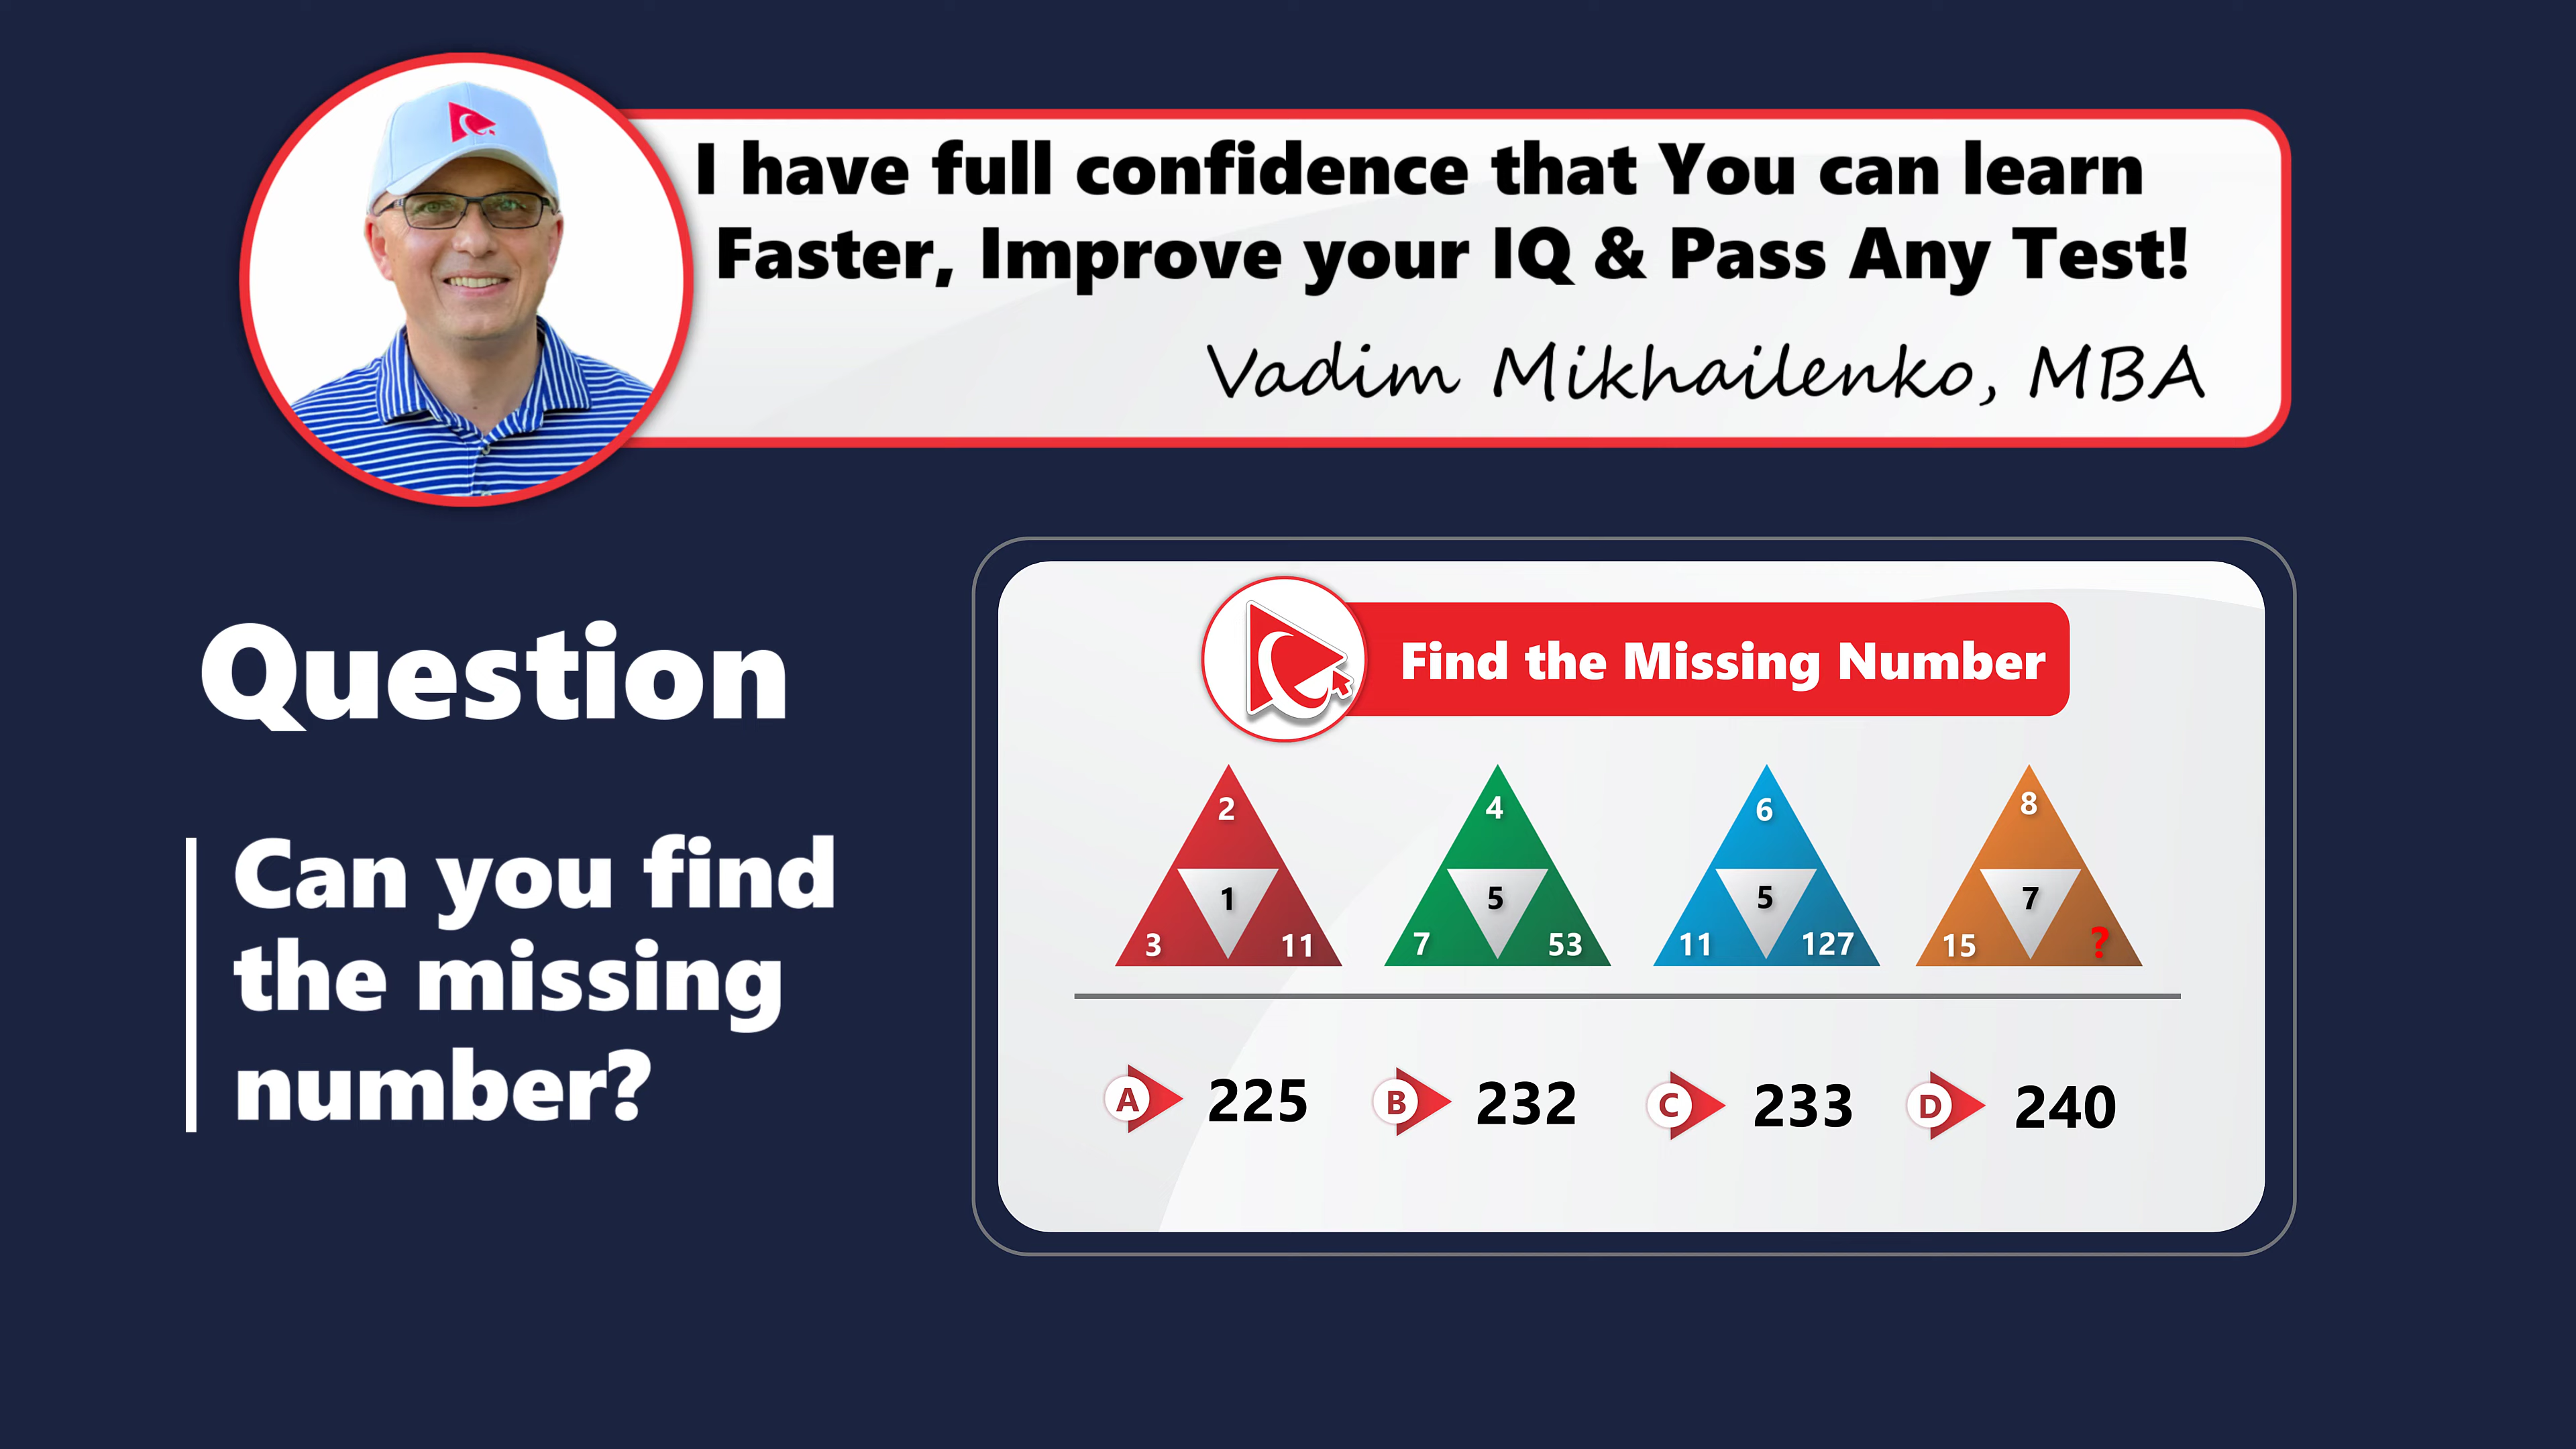 I have full confidence that You can learn
Faster, Improve your IQ & Pass Any Test!
Vadim Mikhailenko, MBA
Question
Can you find
the missing
number?
Find the Missing Number
2 4 6 8
1 5 5 7
3 11 7 53 11 127 15 ?
A 225 B 232 C 233 D 240